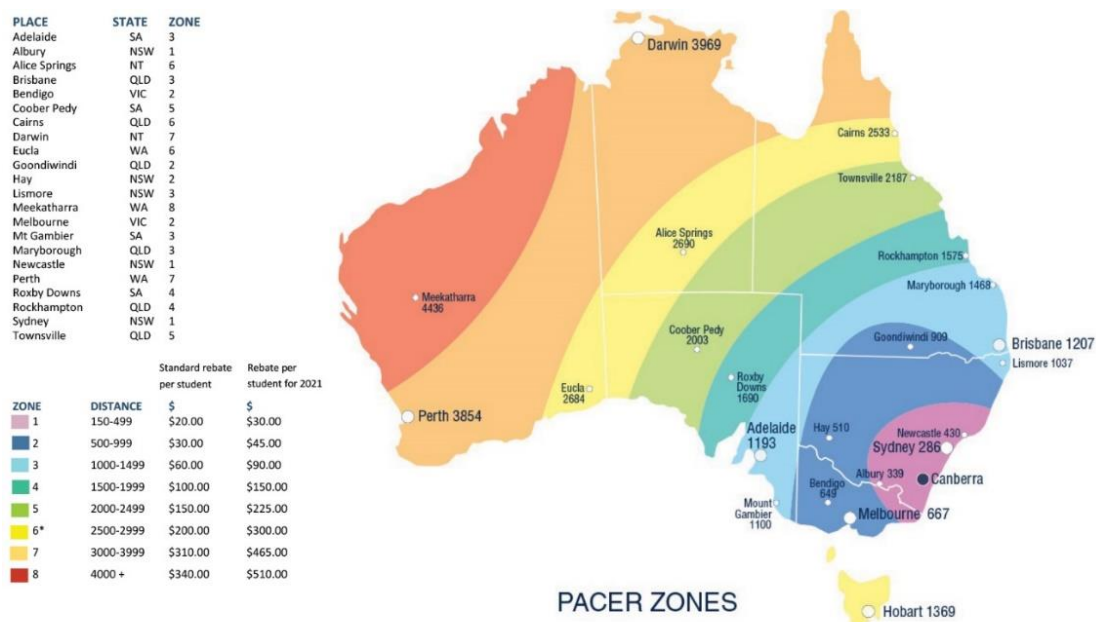 PLACE STATE ZONE
Adelaide SA 3
Albury NSW 1
Alice Springs NT 6
Brisbane QLD 3
Bendigo VIC 2
Coober Pedy SA 5
Cairns QLD 6
Darwin NT 7
Eucla WA 6
Goondiwindi QLD 2
Hay NSW 2
Lismore NSW 3
Meekatharra WA 8
Melbourne VIC 2
Mt Gambier SA 3
Maryborough QLD 3
Newcastle NSW 1
Perth WA 7
Roxby Downs SA 4
Rockhampton QLD 4
Sydney NSW 1
Townsville QLD 5
Standard rebate Rebate per
per student student for 2021
ZONE DISTANCE $ $
1 150-499 $20.00 $30.00
2 500-999 $30.00 $45.00
3 1000-1499 $60.00 $90.00
4 1500-1999 $100.00 $150.00
5 2000-2499 $150.00 $225.00
6* 2500-2999 $200.00 $300.00
7 3000-3999 $310.00 $465.00
8 4000 + $340.00 $510.00
Darwin 3969
Cairns 2533
Townsville 2187
Alice Springs
2690
Rockhampton 1575
Maryborough 1468
Meekatharra
4436
Coober Pedy
2003
Goondiwindi 909
Brisbane 1207
Lismore 1037
Roxby
Downs
1690
Eucla
2684
Perth 3854
Adelaide
1193
Hay 510
Newcastle 430
Sydney 286
Albury 339
Canberra
Bendigo
649
Mount
Gambier
1100
Melbourne 667
PACER ZONES
Hobart 1369